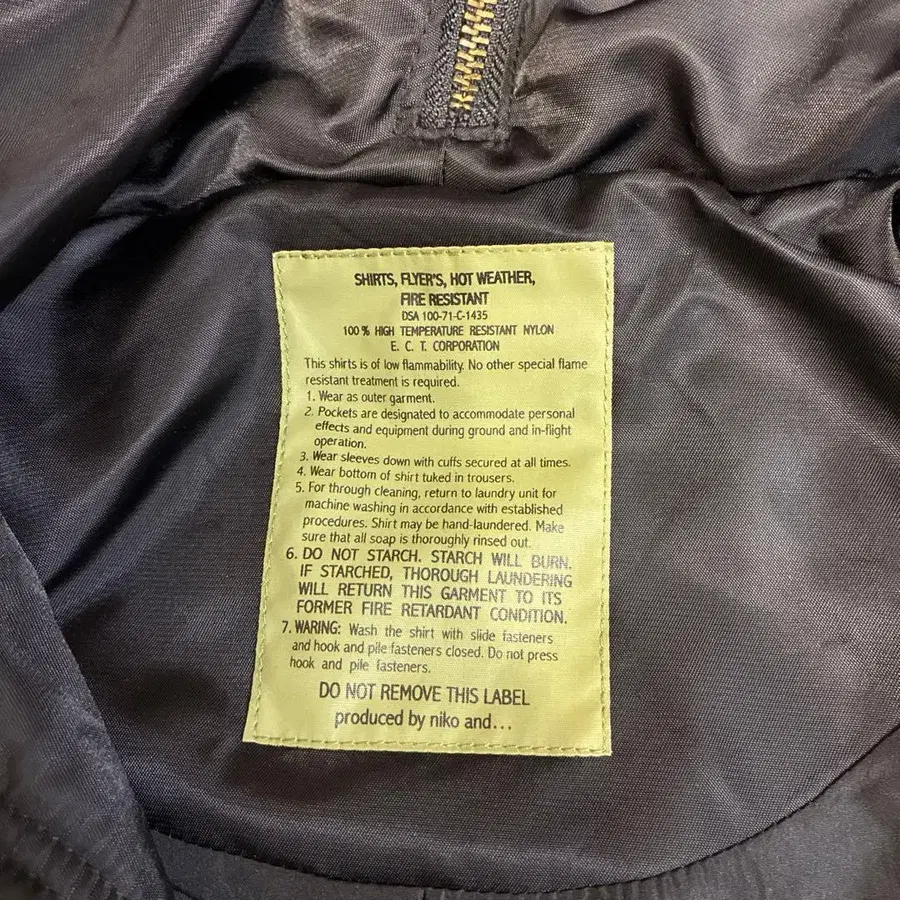 SHIRTS, FLYER'S, HOT WEATHER,
FIRE RESISTANT
DSA 100-71-C-1435
100 % HIGH TEMPERATURE RESISTANT NYLON
E. C. T. CORPORATION
This shirts is of low flammability. No other special flame
resistant treatment is required.
1. Wear as outer garment.
2. Pockets are designated to accommodate personal
effects and equipment during ground and in-flight
operation.
3. Wear sleeves down with cuffs secured at all times.
4. Wear bottom of shirt tuked in trousers.
5. For through cleaning, return to laundry unit for
machine washing in accordance with established
procedures. Shirt may be hand-laundered. Make
sure that all soap is thoroughly rinsed out.
6. DO NOT STARCH. STARCH WILL BURN.
IF STARCHED, THOROUGH LAUNDERING
WILL RETURN THIS GARMENT TO ITS
FORMER FIRE RETARDANT CONDITION.
7. WARING: Wash the shirt with slide fasteners
and hook and pile fasteners closed. Do not press
hook and pile fasteners.
DO NOT REMOVE THIS LABEL
produced by niko and...